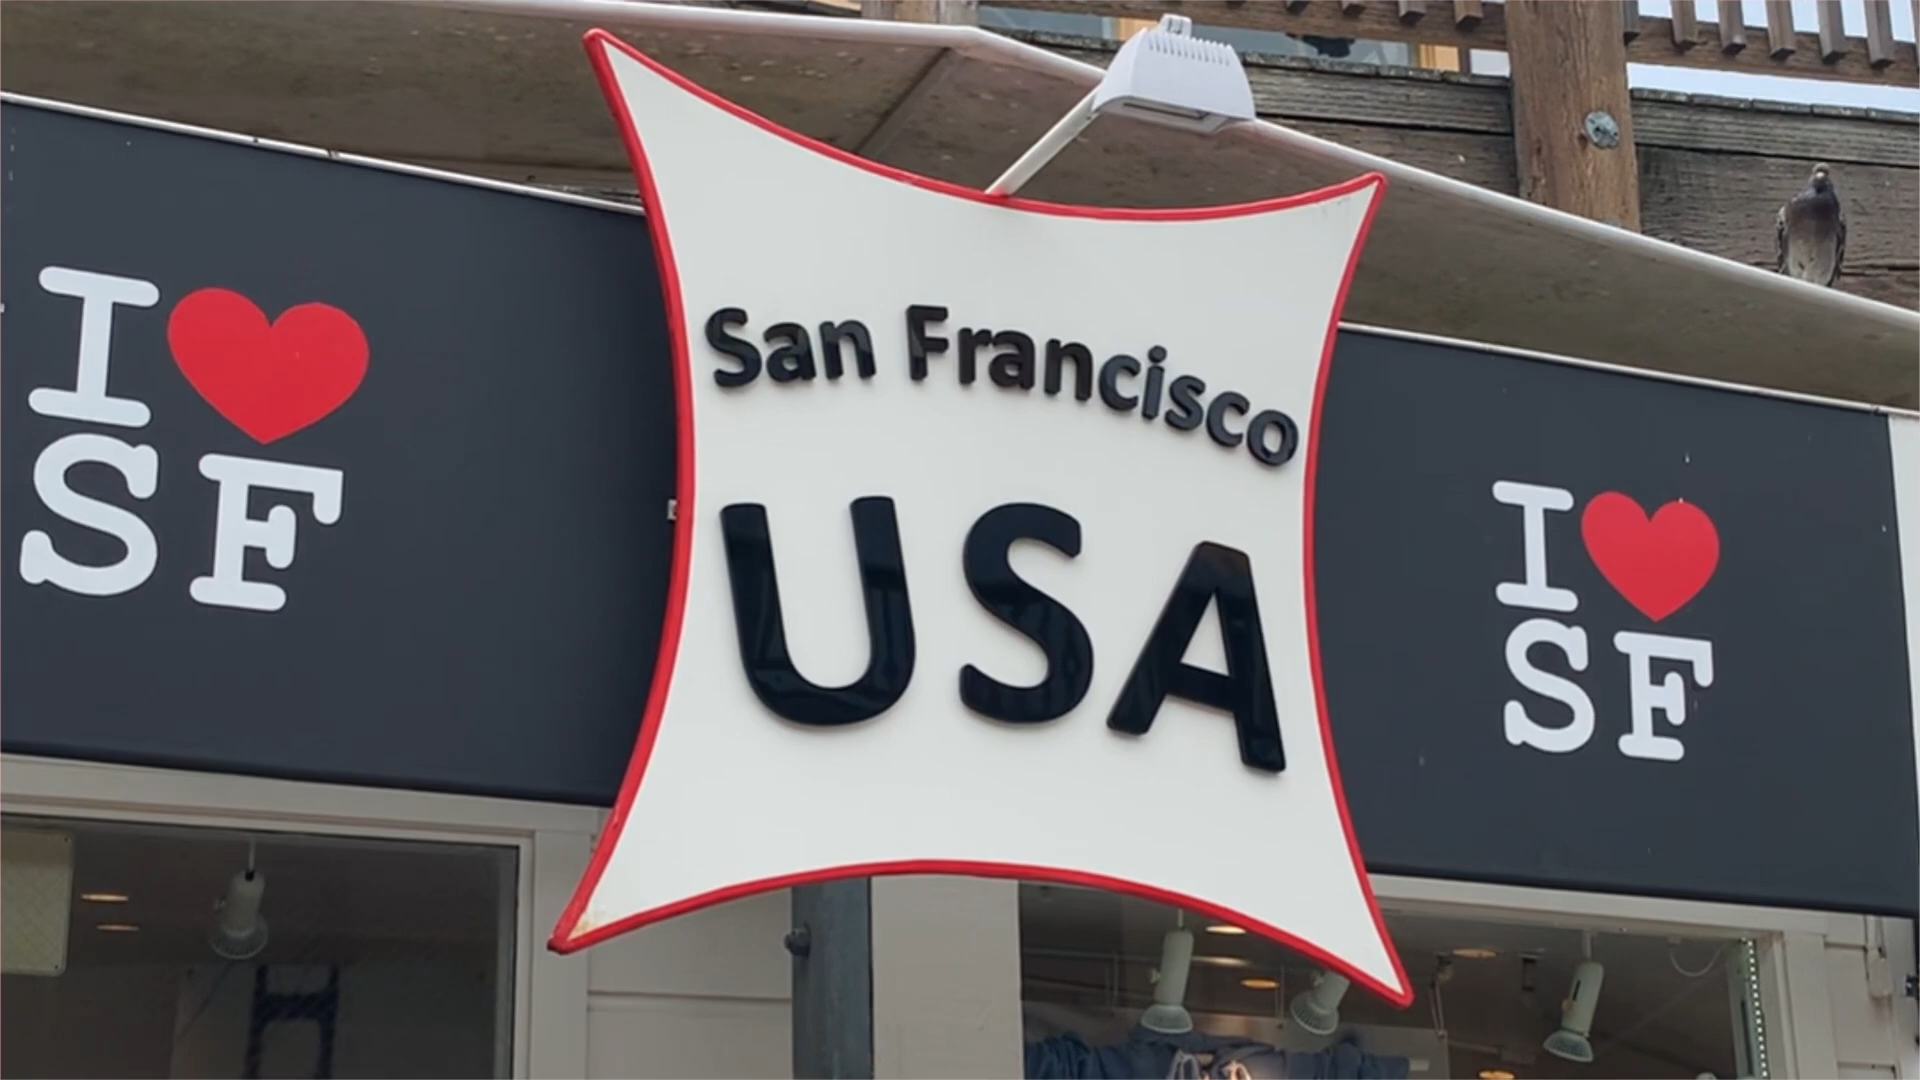 I ❤
SF
San Francisco
USA
I ❤
SF